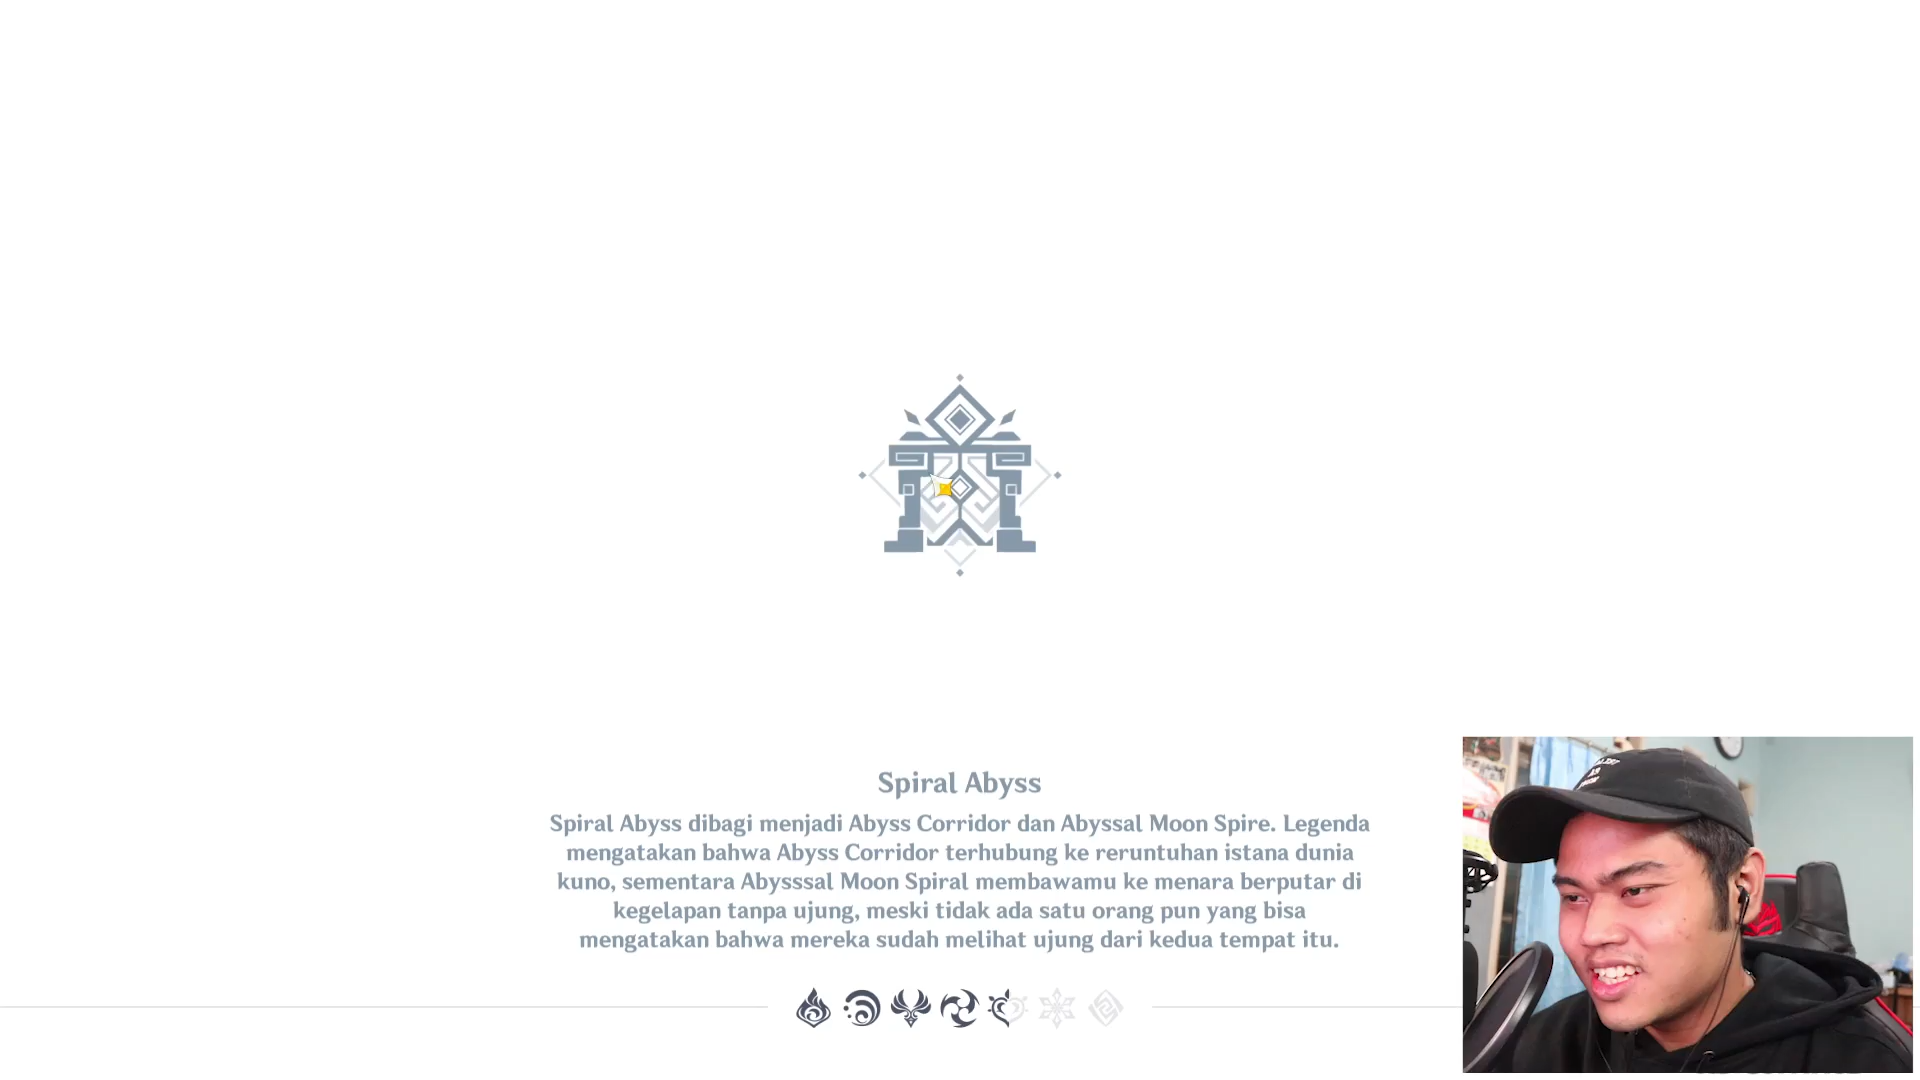 Spiral Abyss
Spiral Abyss dibagi menjadi Abyss Corridor dan Abyssal Moon Spire. Legenda
mengatakan bahwa Abyss Corridor terhubung ke reruntuhan istana dunia
kuno, sementara Abysssal Moon Spiral membawamu ke menara berputar di
kegelapan tanpa ujung, meski tidak ada satu orang pun yang bisa
mengatakan bahwa mereka sudah melihat ujung dari kedua tempat itu.